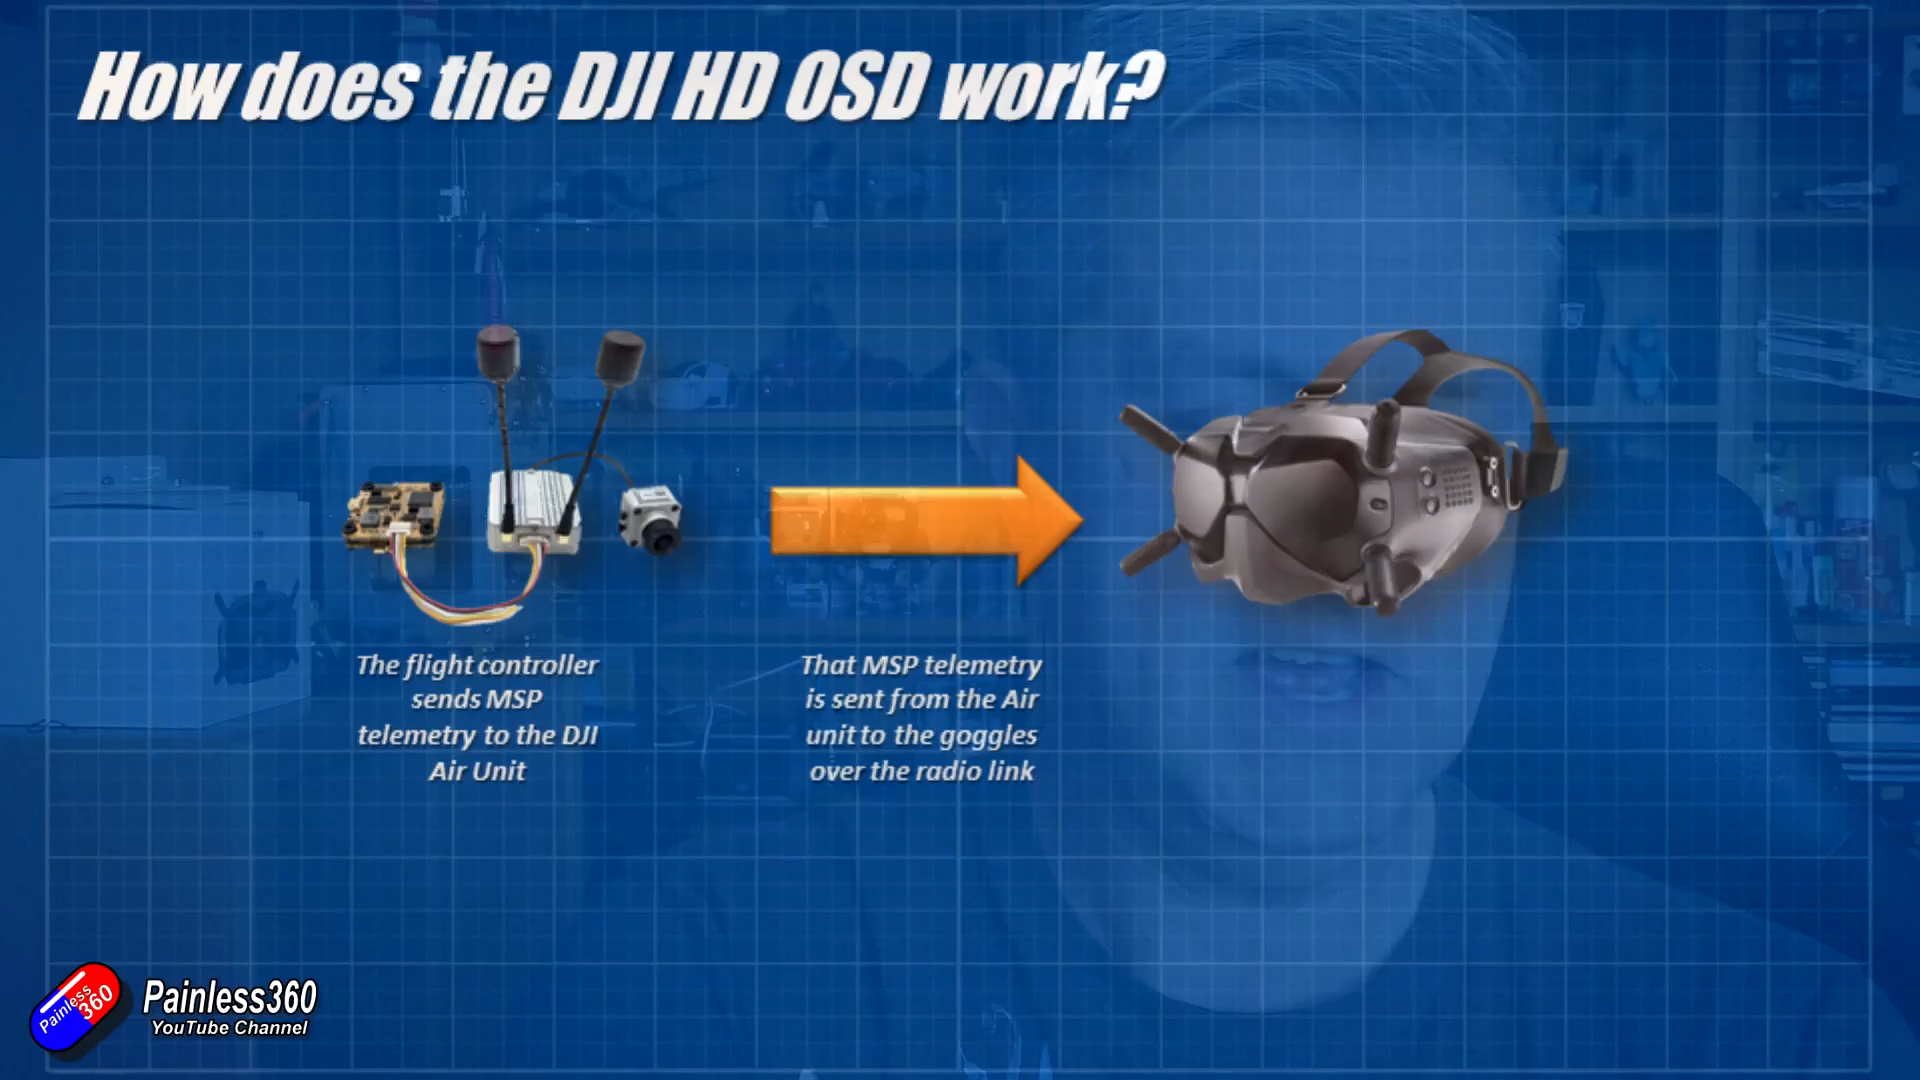 How does the DJI HD OSD work?
The flight controller
sends MSP
telemetry to the DJI
Air Unit
That MSP telemetry
is sent from the Air
unit to the goggles
over the radio link
Painless
360
Painless360
YouTube Channel